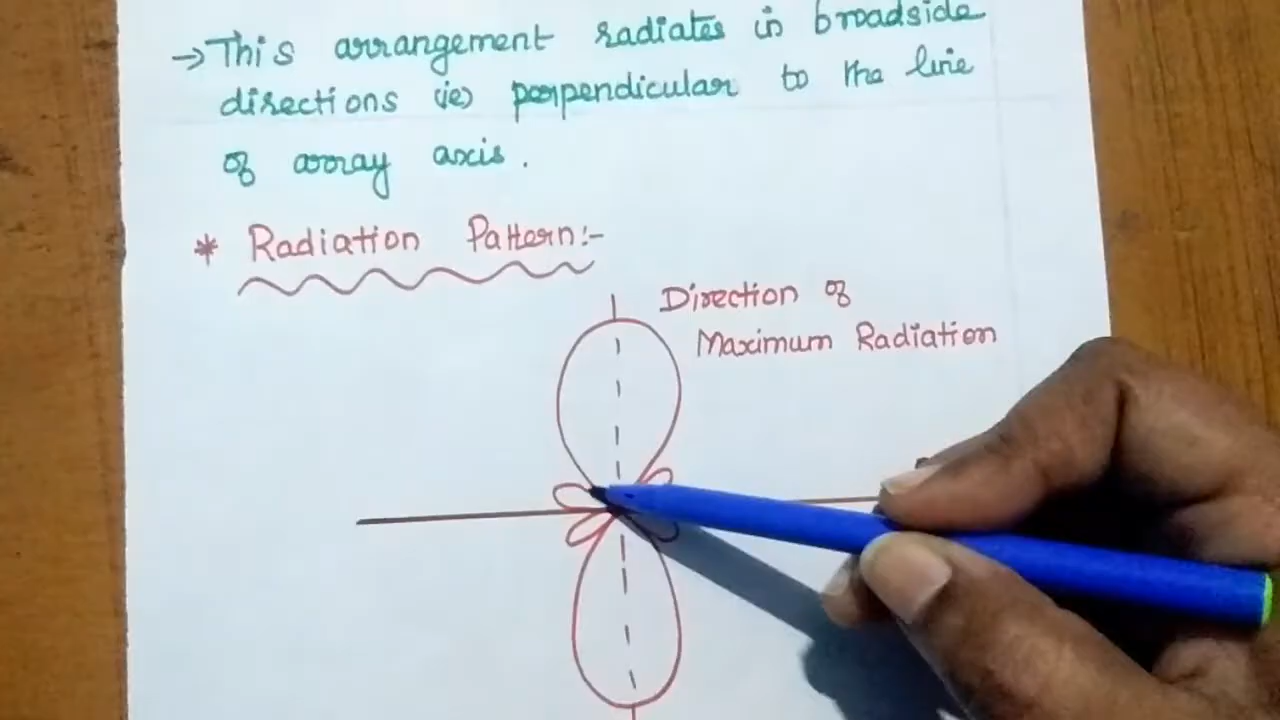 → This arrangement radiates in broadside
directions (ie) perpendicular to the line
of array axis.
* Radiation Pattern:-
Direction of
Maximum Radiation